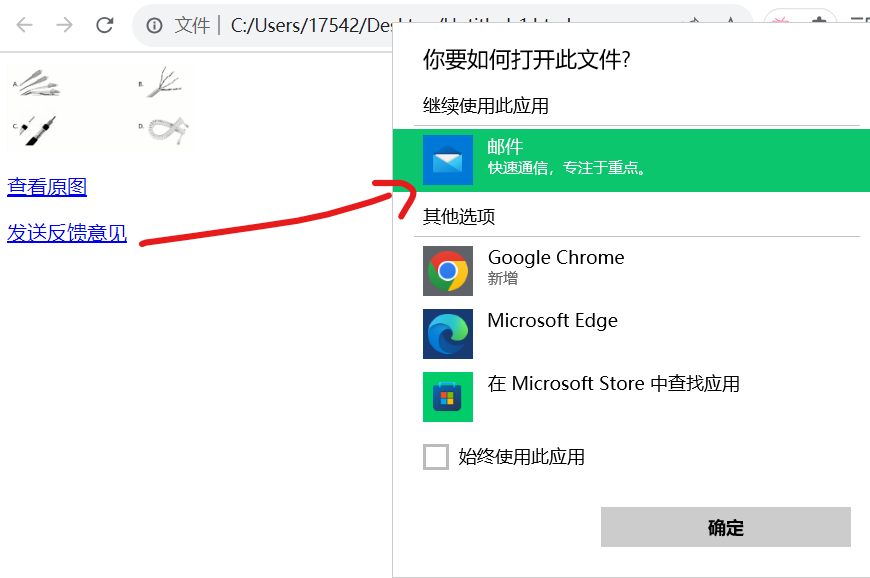 文件 | C:/Users/17542/Des
你要如何打开此文件?
继续使用此应用
邮件
快速通信，专注于重点。
其他选项
Google Chrome
新增
Microsoft Edge
在 Microsoft Store 中查找应用
始终使用此应用
确定
A.
B.
C.
D.
查看原图
发送反馈意见